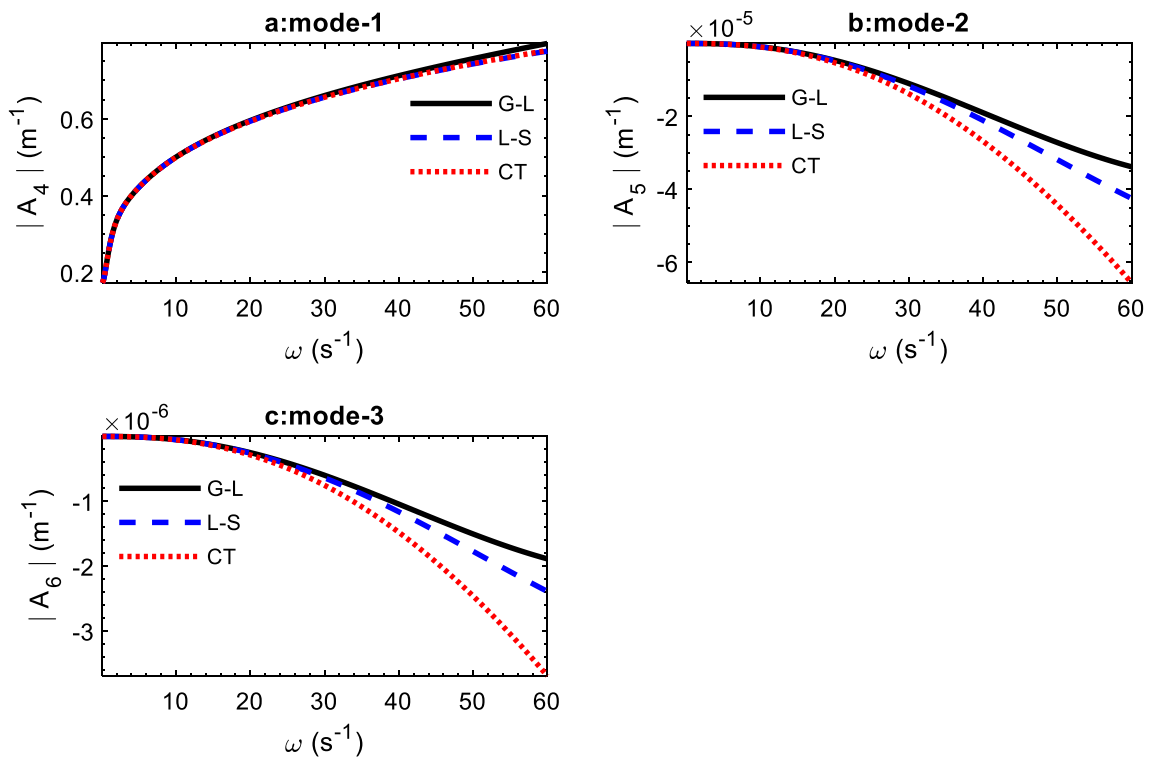 a:mode-1
| A4 | (m-1)
0.6
0.4
0.2
G-L
L-S
CT
10 20 30 40 50 60
ω (s-1)
b:mode-2
×10-5
| A5 | (m-1)
-2
-4
-6
G-L
L-S
CT
10 20 30 40 50 60
ω (s-1)
c:mode-3
×10-6
| A6 | (m-1)
-1
-2
-3
G-L
L-S
CT
10 20 30 40 50 60
ω (s-1)